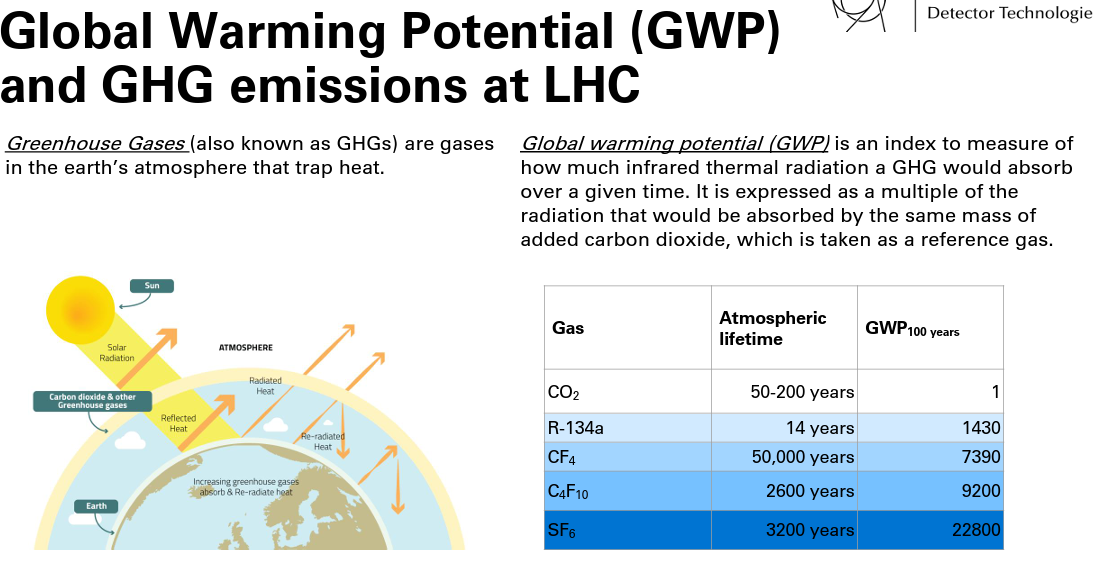 Detector Technologie
Global Warming Potential (GWP)
and GHG emissions at LHC
Greenhouse Gases (also known as GHGs) are gases
in the earth’s atmosphere that trap heat.
Global warming potential (GWP) is an index to measure of
how much infrared thermal radiation a GHG would absorb
over a given time. It is expressed as a multiple of the
radiation that would be absorbed by the same mass of
added carbon dioxide, which is taken as a reference gas.
Sun
Solar
Radiation
ATMOSPHERE
Carbon dioxide & other
Greenhouse gases
Radiated
Heat
Reflected
Heat
Re-radiated
Heat
Increasing greenhouse gases
absorb & Re-radiate heat
Earth
Gas Atmospheric lifetime GWP100 years
CO2 50-200 years 1
R-134a 14 years 1430
CF4 50,000 years 7390
C4F10 2600 years 9200
SF6 3200 years 22800